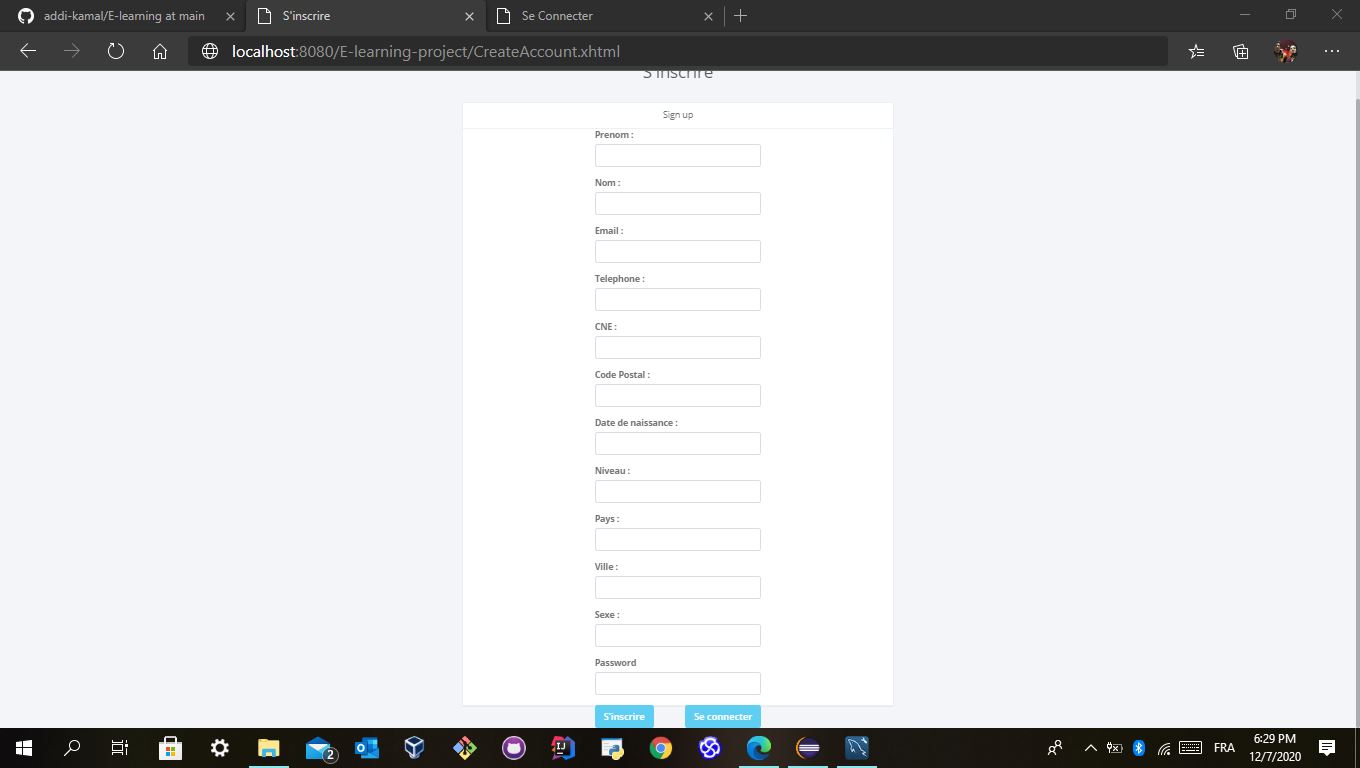 addi-kamal/E-learning at main
S'inscrire
Se Connecter
localhost:8080/E-learning-project/CreateAccount.xhtml
S'inscrire
Sign up
Prenom :
Nom :
Email :
Telephone :
CNE :
Code Postal :
Date de naissance :
Niveau :
Pays :
Ville :
Sexe :
Password
S'inscrire
Se connecter
2
IJ
FRA
6:29 PM
12/7/2020